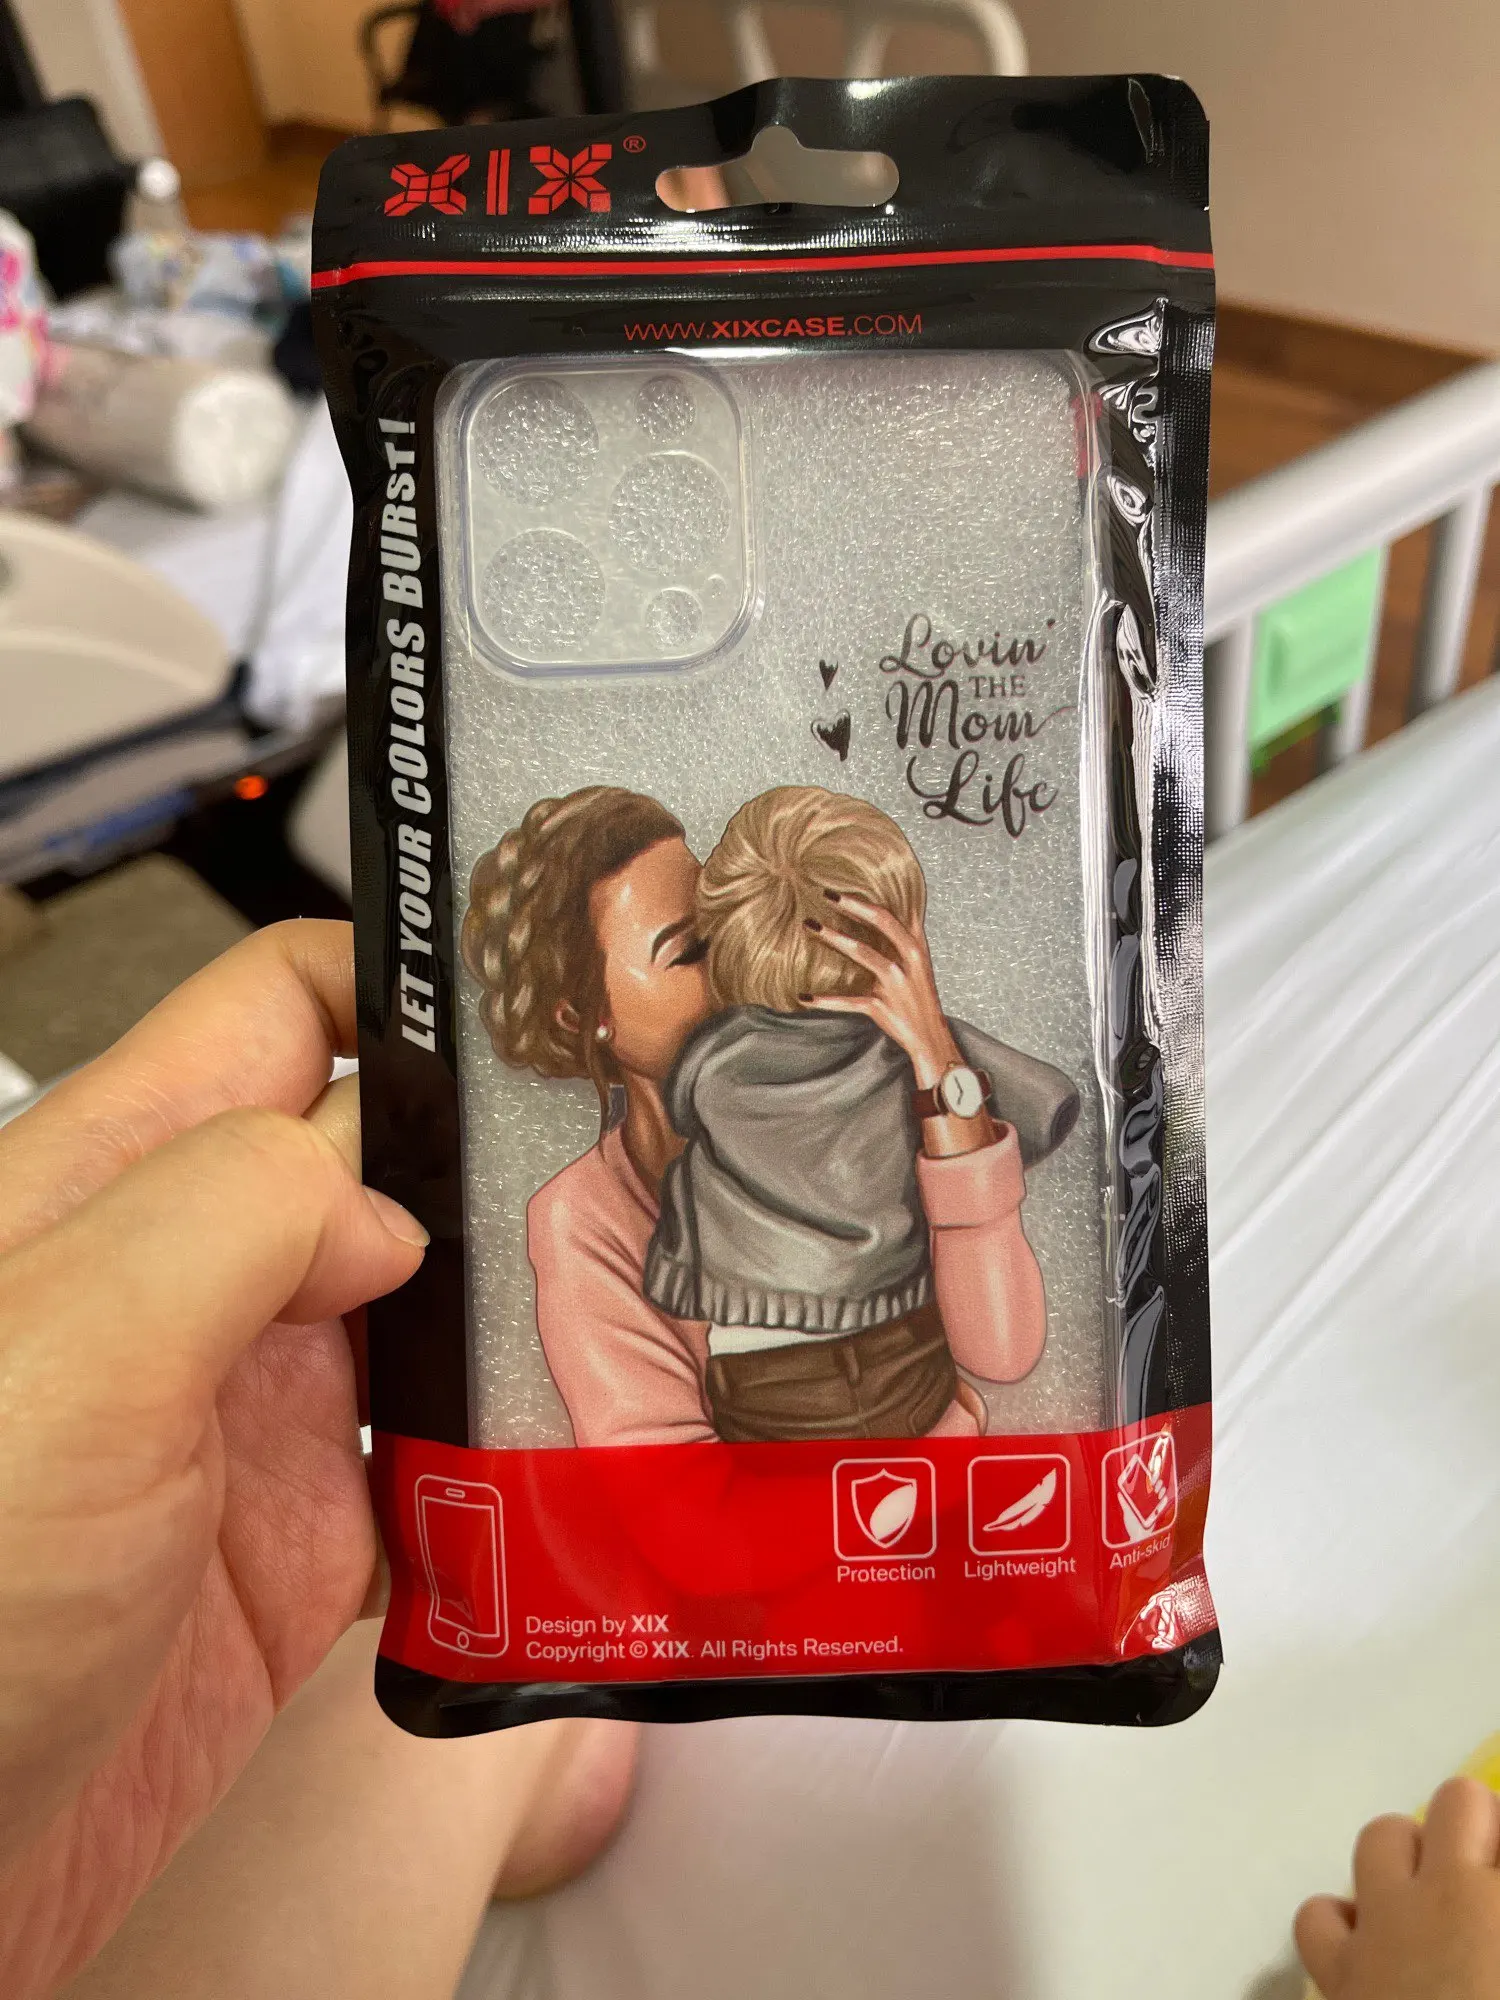 XIX®
WWW.XIXCASE.COM
LET YOUR COLORS BURST!
Lovin'
THE
Mom
Life
Protection
Lightweight
Anti-skid
Design by XIX
Copyright © XIX. All Rights Reserved.